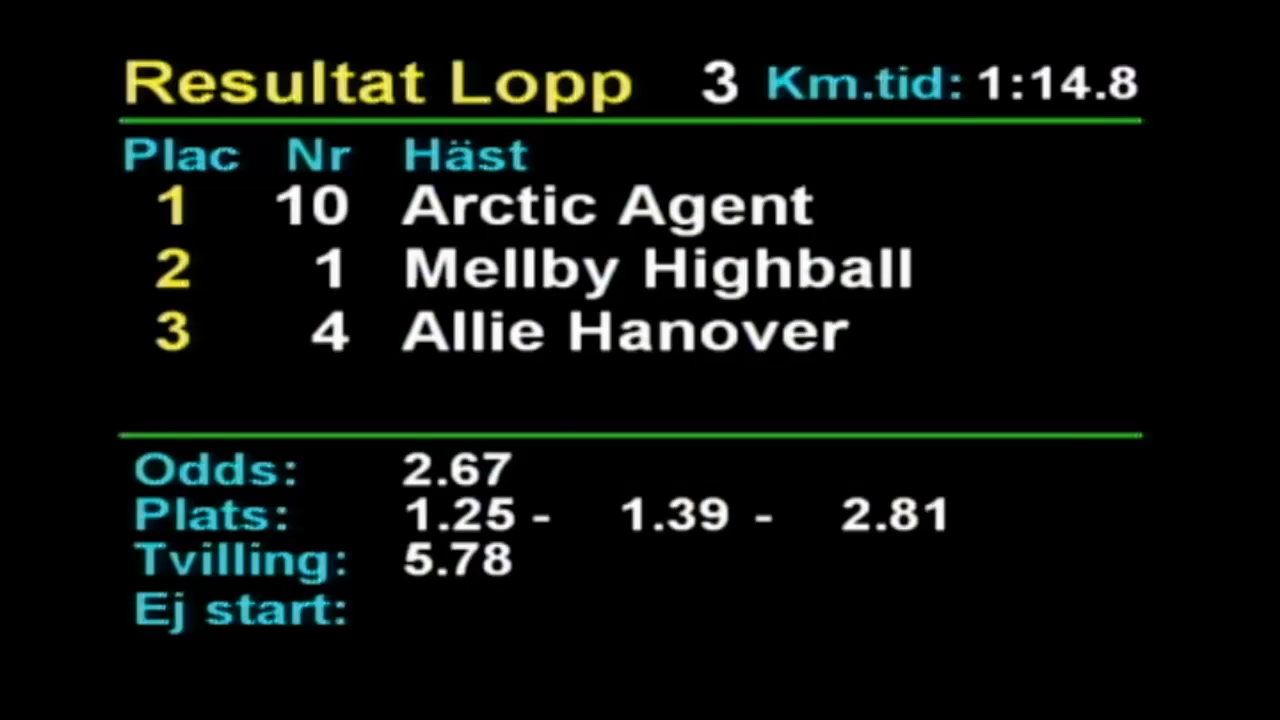 Resultat Lopp 3 Km.tid: 1:14.8
Plac Nr Häst
1 10 Arctic Agent
2 1 Mellby Highball
3 4 Allie Hanover
Odds: 2.67
Plats: 1.25 - 1.39 - 2.81
Tvilling: 5.78
Ej start: